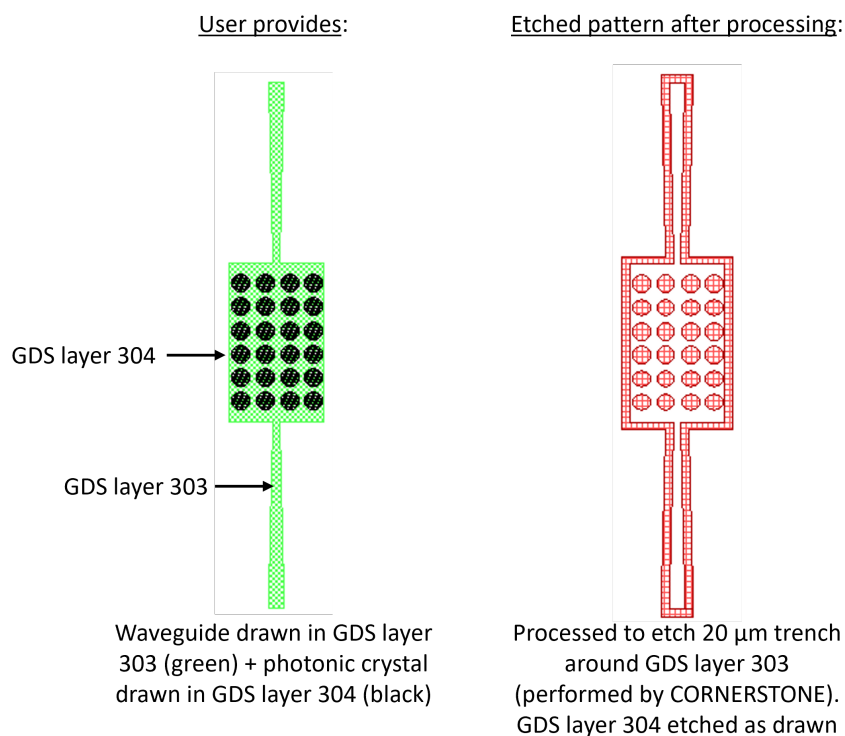 User provides:
Etched pattern after processing:
GDS layer 304
GDS layer 303
Waveguide drawn in GDS layer
303 (green) + photonic crystal
drawn in GDS layer 304 (black)
Processed to etch 20 µm trench
around GDS layer 303
(performed by CORNERSTONE).
GDS layer 304 etched as drawn